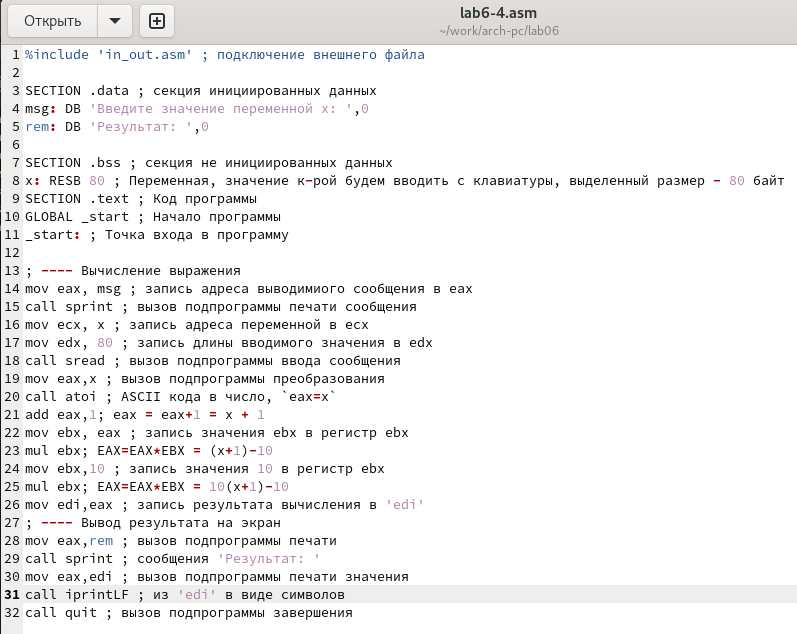 Открыть
lab6-4.asm
~/work/arch-pc/lab06
1 %include 'in_out.asm' ; подключение внешнего файла
2
3 SECTION .data ; секция инициированных данных
4 msg: DB 'Введите значение переменной x: ',0
5 rem: DB 'Результат: ',0
6
7 SECTION .bss ; секция не инициированных данных
8 x: RESB 80 ; Переменная, значение к-рой будем вводить с клавиатуры, выделенный размер - 80 байт
9 SECTION .text ; Код программы
10 GLOBAL _start ; Начало программы
11 _start: ; Точка входа в программу
12
13 ; ---- Вычисление выражения
14 mov eax, msg ; запись адреса выводимиого сообщения в eax
15 call sprint ; вызов подпрограммы печати сообщения
16 mov ecx, x ; запись адреса переменной в ecx
17 mov edx, 80 ; запись длины вводимого значения в edx
18 call sread ; вызов подпрограммы ввода сообщения
19 mov eax,x ; вызов подпрограммы преобразования
20 call atoi ; ASCII кода в число, `eax=x`
21 add eax,1; eax = eax+1 = x + 1
22 mov ebx, eax ; запись значения ebx в регистр ebx
23 mul ebx; EAX=EAX*EBX = (x+1)-10
24 mov ebx,10 ; запись значения 10 в регистр ebx
25 mul ebx; EAX=EAX*EBX = 10(x+1)-10
26 mov edi,eax ; запись результата вычисления в 'edi'
27 ; ---- Вывод результата на экран
28 mov eax,rem ; вызов подпрограммы печати
29 call sprint ; сообщения 'Результат: '
30 mov eax,edi ; вызов подпрограммы печати значения
31 call iprintLF ; из 'edi' в виде символов
32 call quit ; вызов подпрограммы завершения